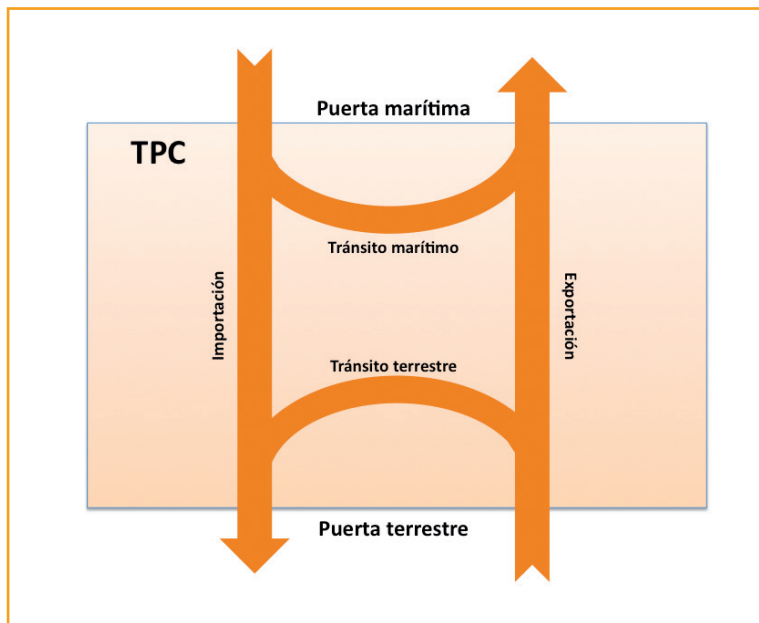 Puerta marítima
TPC
Tránsito marítimo
Importación
Exportación
Tránsito terrestre
Puerta terrestre